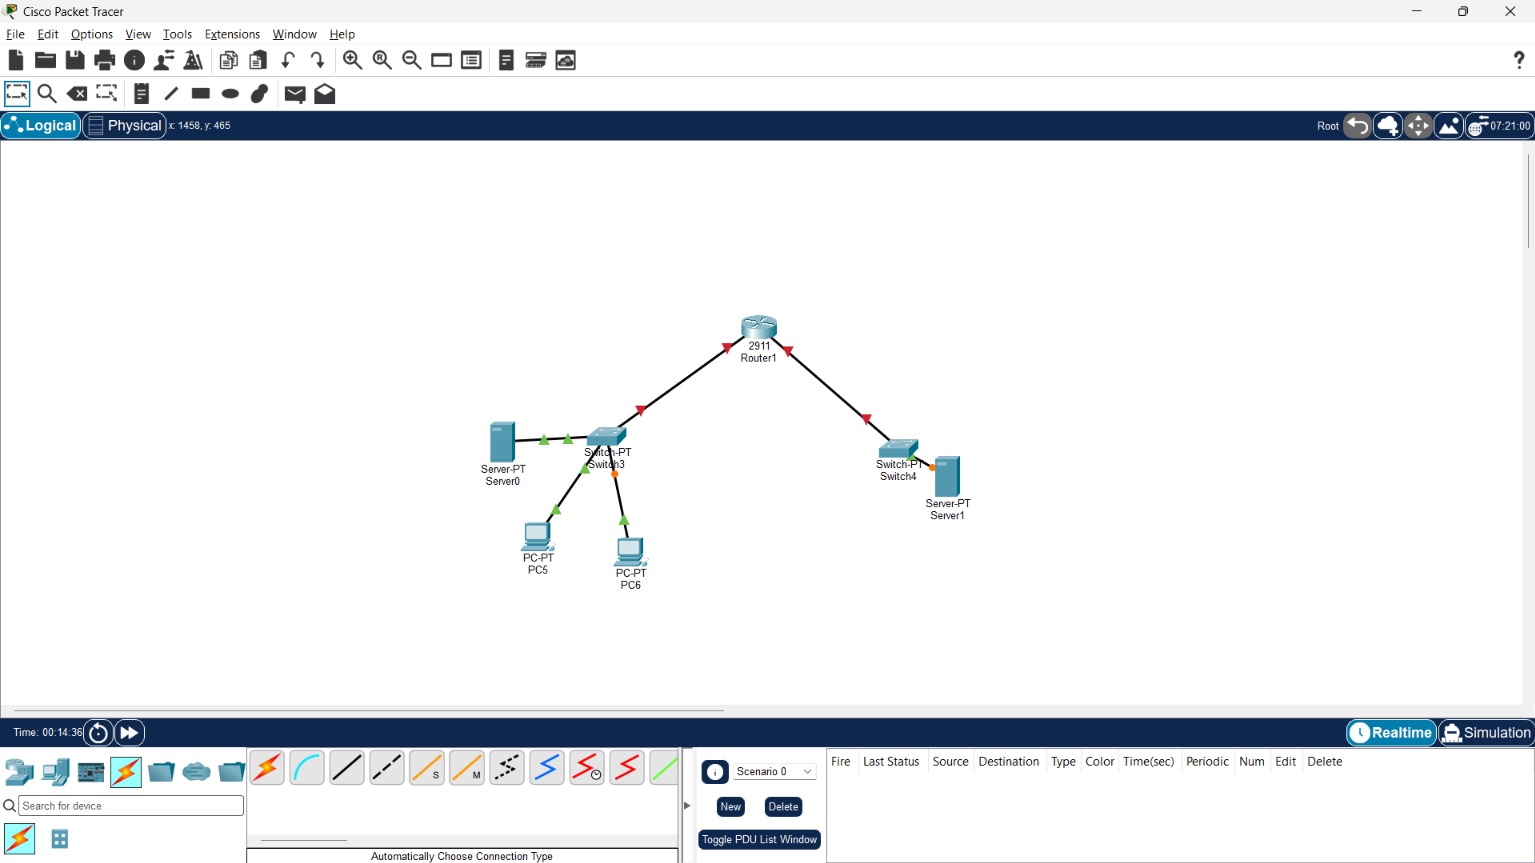 Cisco Packet Tracer
File Edit Options View Tools Extensions Window Help
?
Logical Physical x: 1458, y: 465 Root 07:21:00
2911
Router1
Switch-PT
Switch3
Server-PT
Server0
Switch-PT
Switch4
Server-PT
Server1
PC-PT
PC5
PC-PT
PC6
Time: 00:14:36 Realtime Simulation
S M
Scenario 0
Fire Last Status Source Destination Type Color Time(sec) Periodic Num Edit Delete
Search for device
New Delete
Toggle PDU List Window
Automatically Choose Connection Type